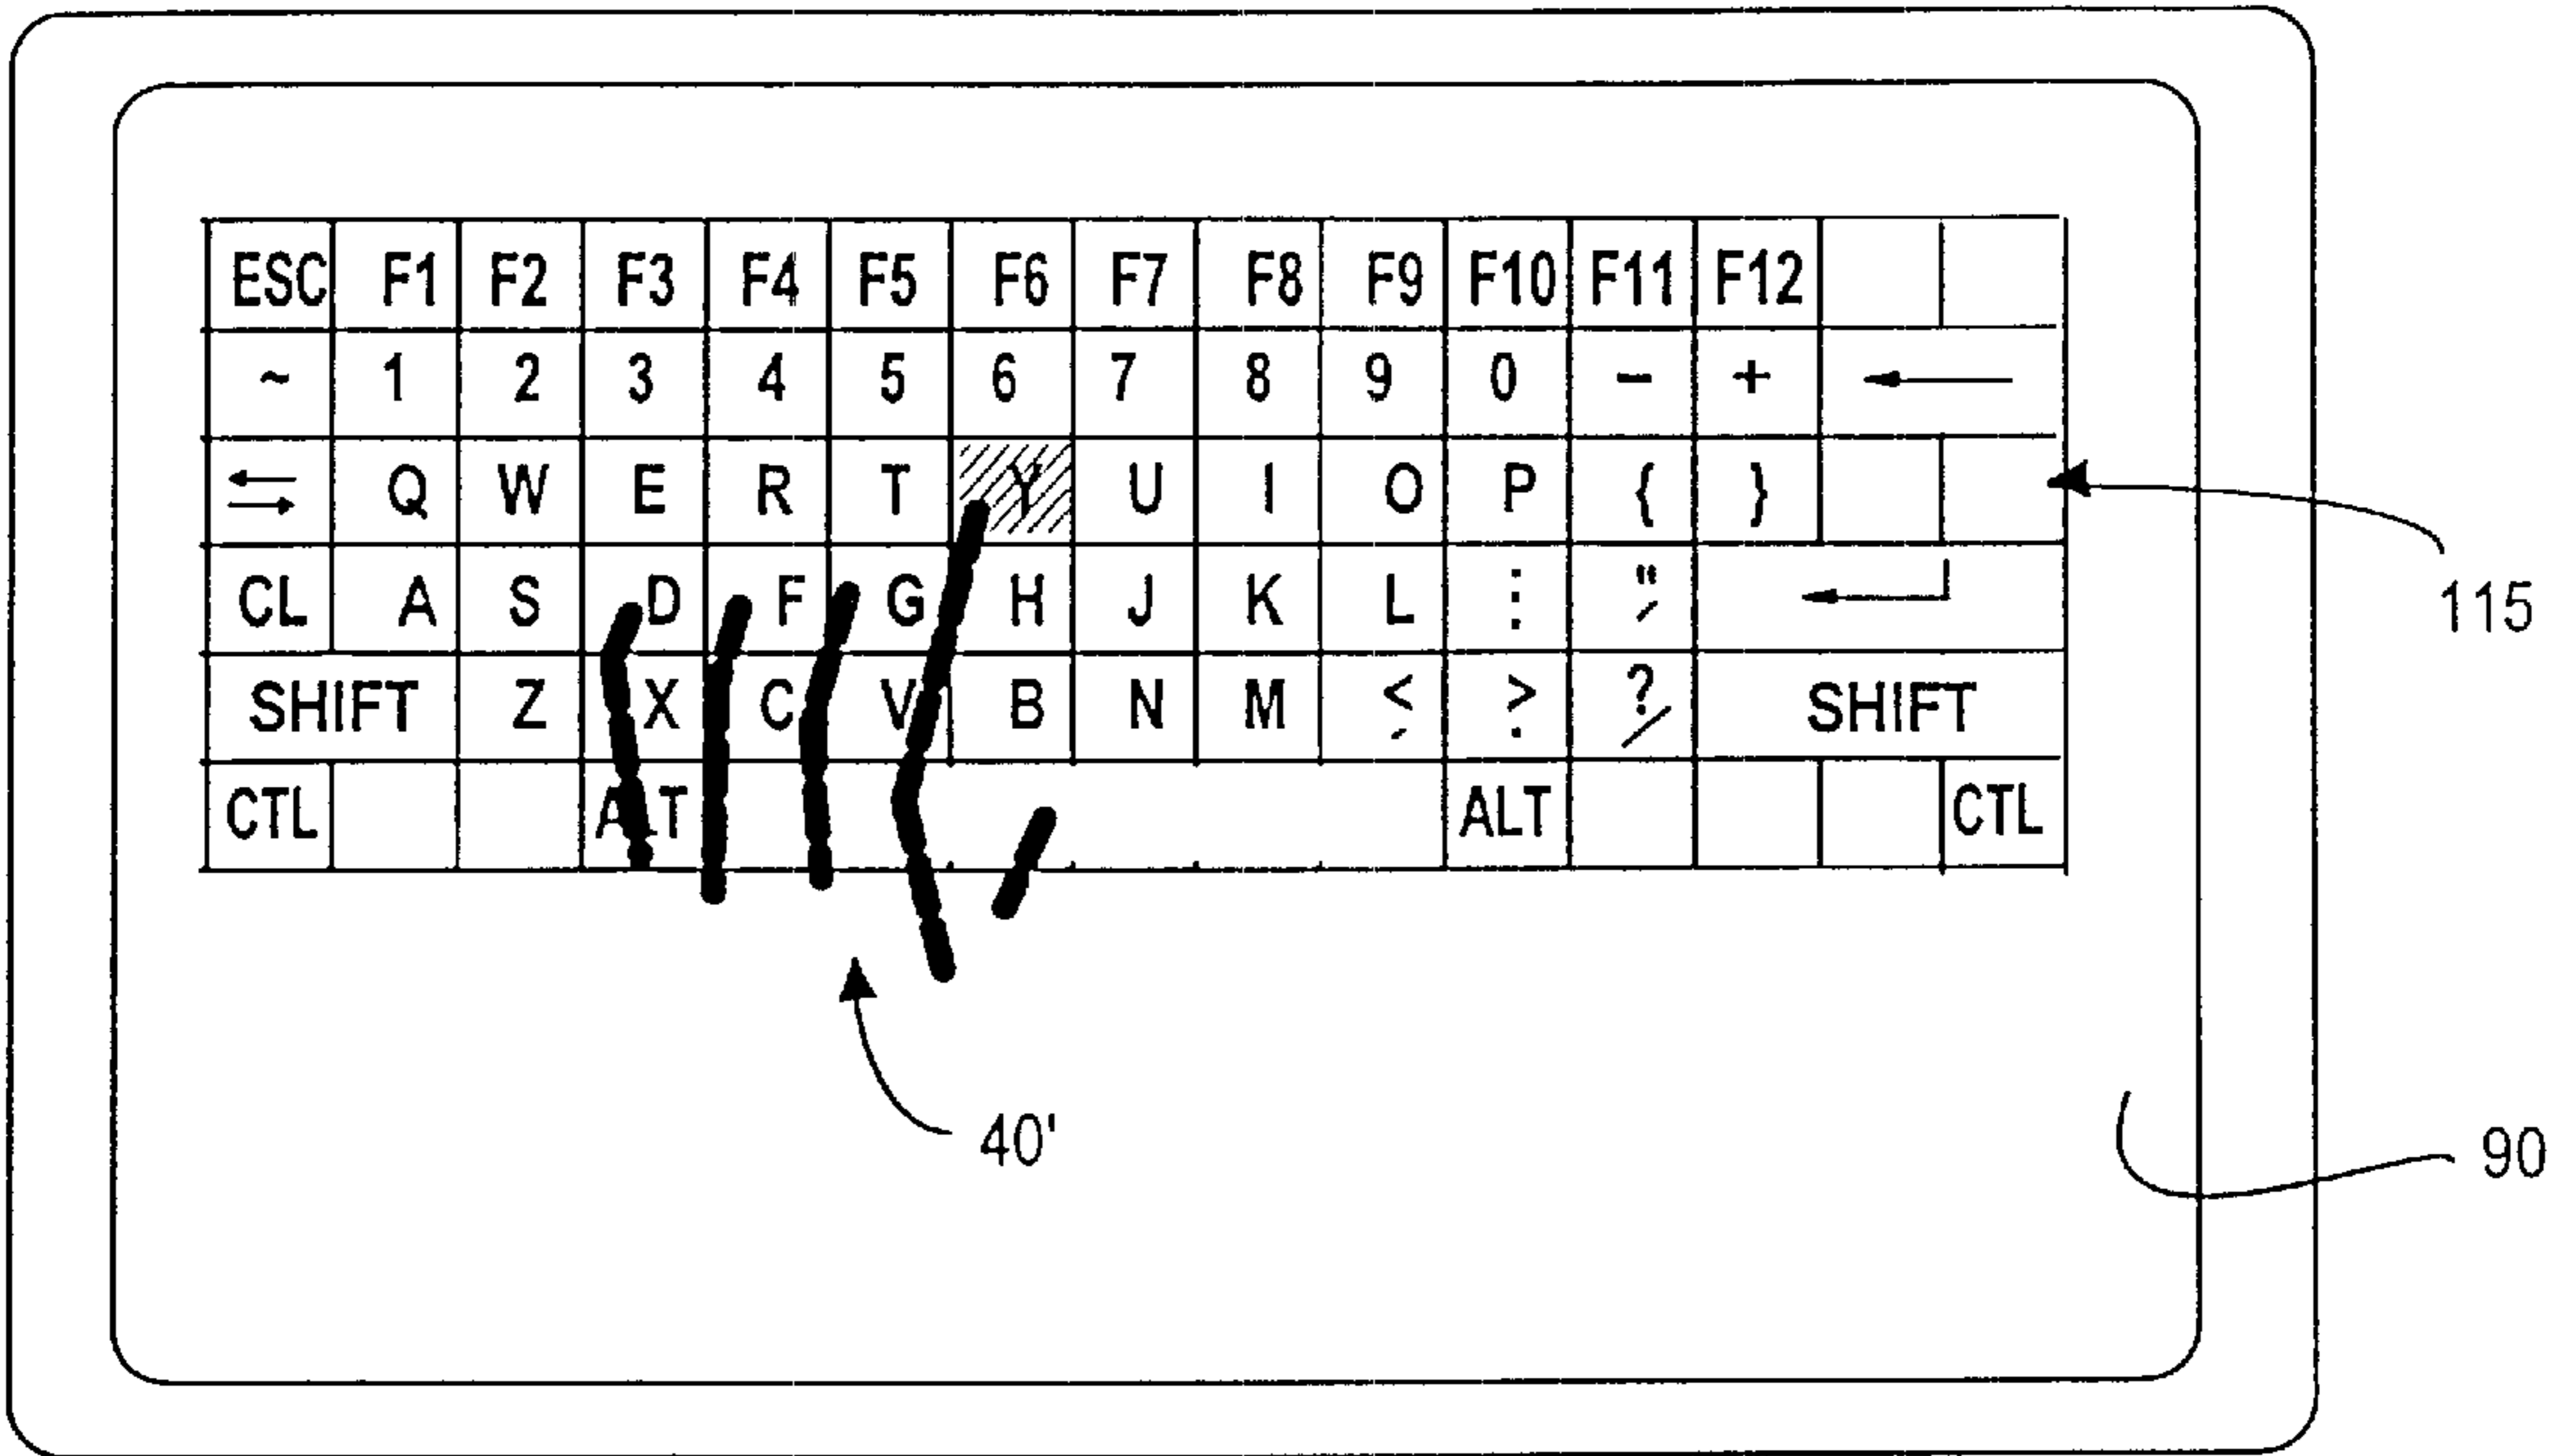 ESC F1 F2 F3 F4 F5 F6 F7 F8 F9 F10 F11 F12
~ 1 2 3 4 5 6 7 8 9 0 - + ←
⇆ Q W E R T Y U I O P { }
CL A S D F G H J K L : " ↵
SHIFT Z X C V B N M < > ?/ SHIFT
CTL ALT ALT CTL
115
40'
90